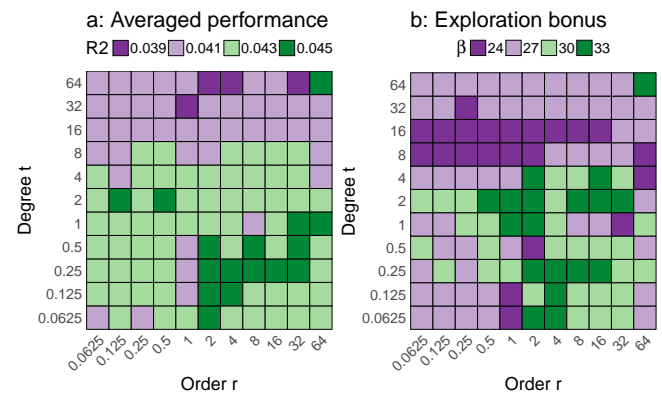 a: Averaged performance
R2 0.039 0.041 0.043 0.045
Degree t
64
32
16
8
4
2
1
0.5
0.25
0.125
0.0625
0.0625 0.125 0.25 0.5 1 2 4 8 16 32 64
Order r
b: Exploration bonus
β 24 27 30 33
Degree t
64
32
16
8
4
2
1
0.5
0.25
0.125
0.0625
0.0625 0.125 0.25 0.5 1 2 4 8 16 32 64
Order r